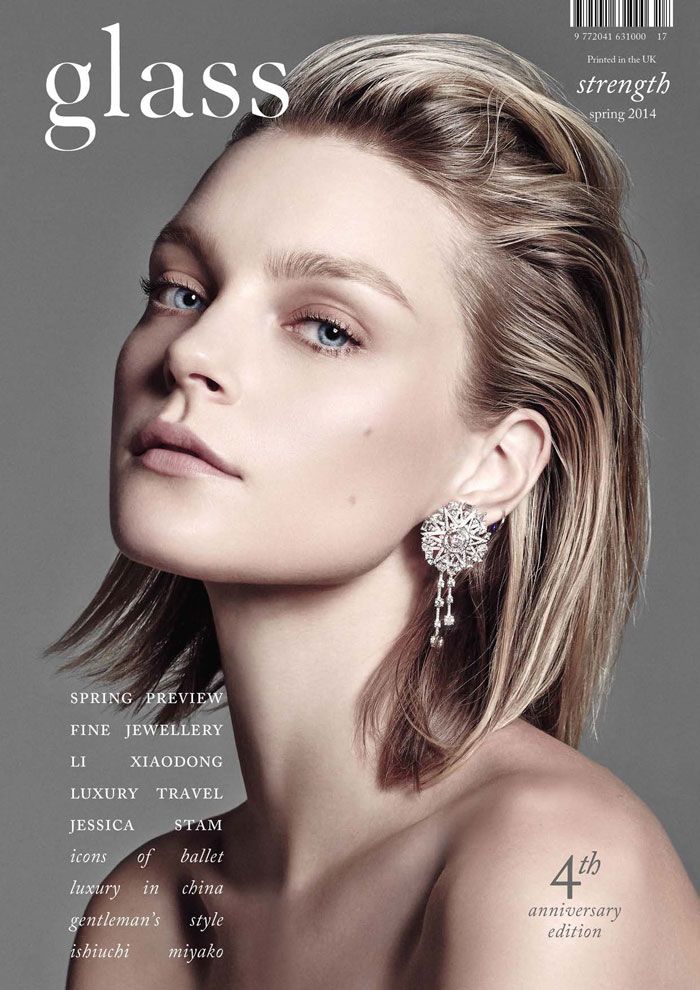 glass
9 772041 631000 17
Printed in the UK
strength
spring 2014
SPRING PREVIEW
FINE JEWELLERY
LI XIAODONG
LUXURY TRAVEL
JESSICA STAM
icons of ballet
luxury in china
gentleman's style
ishiuchi miyako
4th
anniversary
edition